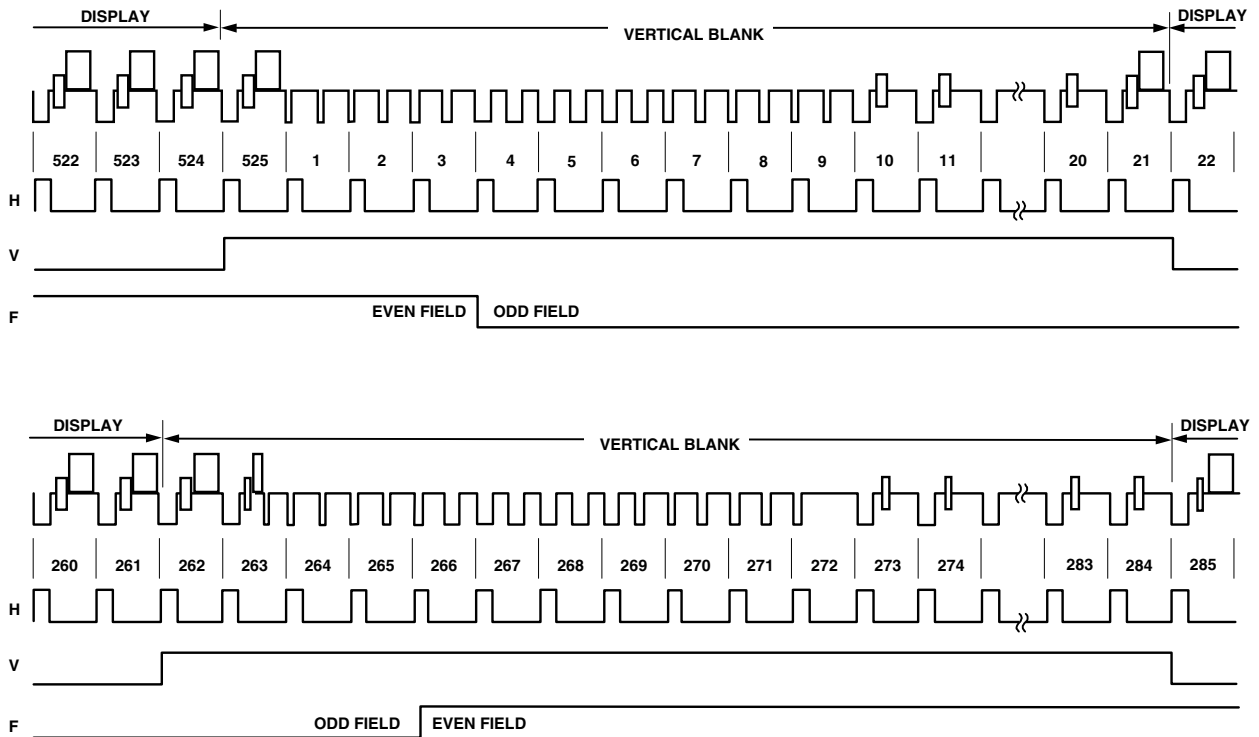 DISPLAY VERTICAL BLANK DISPLAY
522 523 524 525 1 2 3 4 5 6 7 8 9 10 11 20 21 22
H
V
F EVEN FIELD ODD FIELD
DISPLAY VERTICAL BLANK DISPLAY
260 261 262 263 264 265 266 267 268 269 270 271 272 273 274 283 284 285
H
V
F ODD FIELD EVEN FIELD